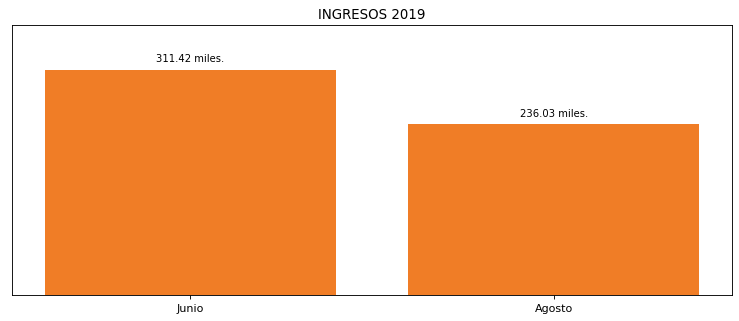 INGRESOS 2019
311.42 miles.
236.03 miles.
Junio
Agosto